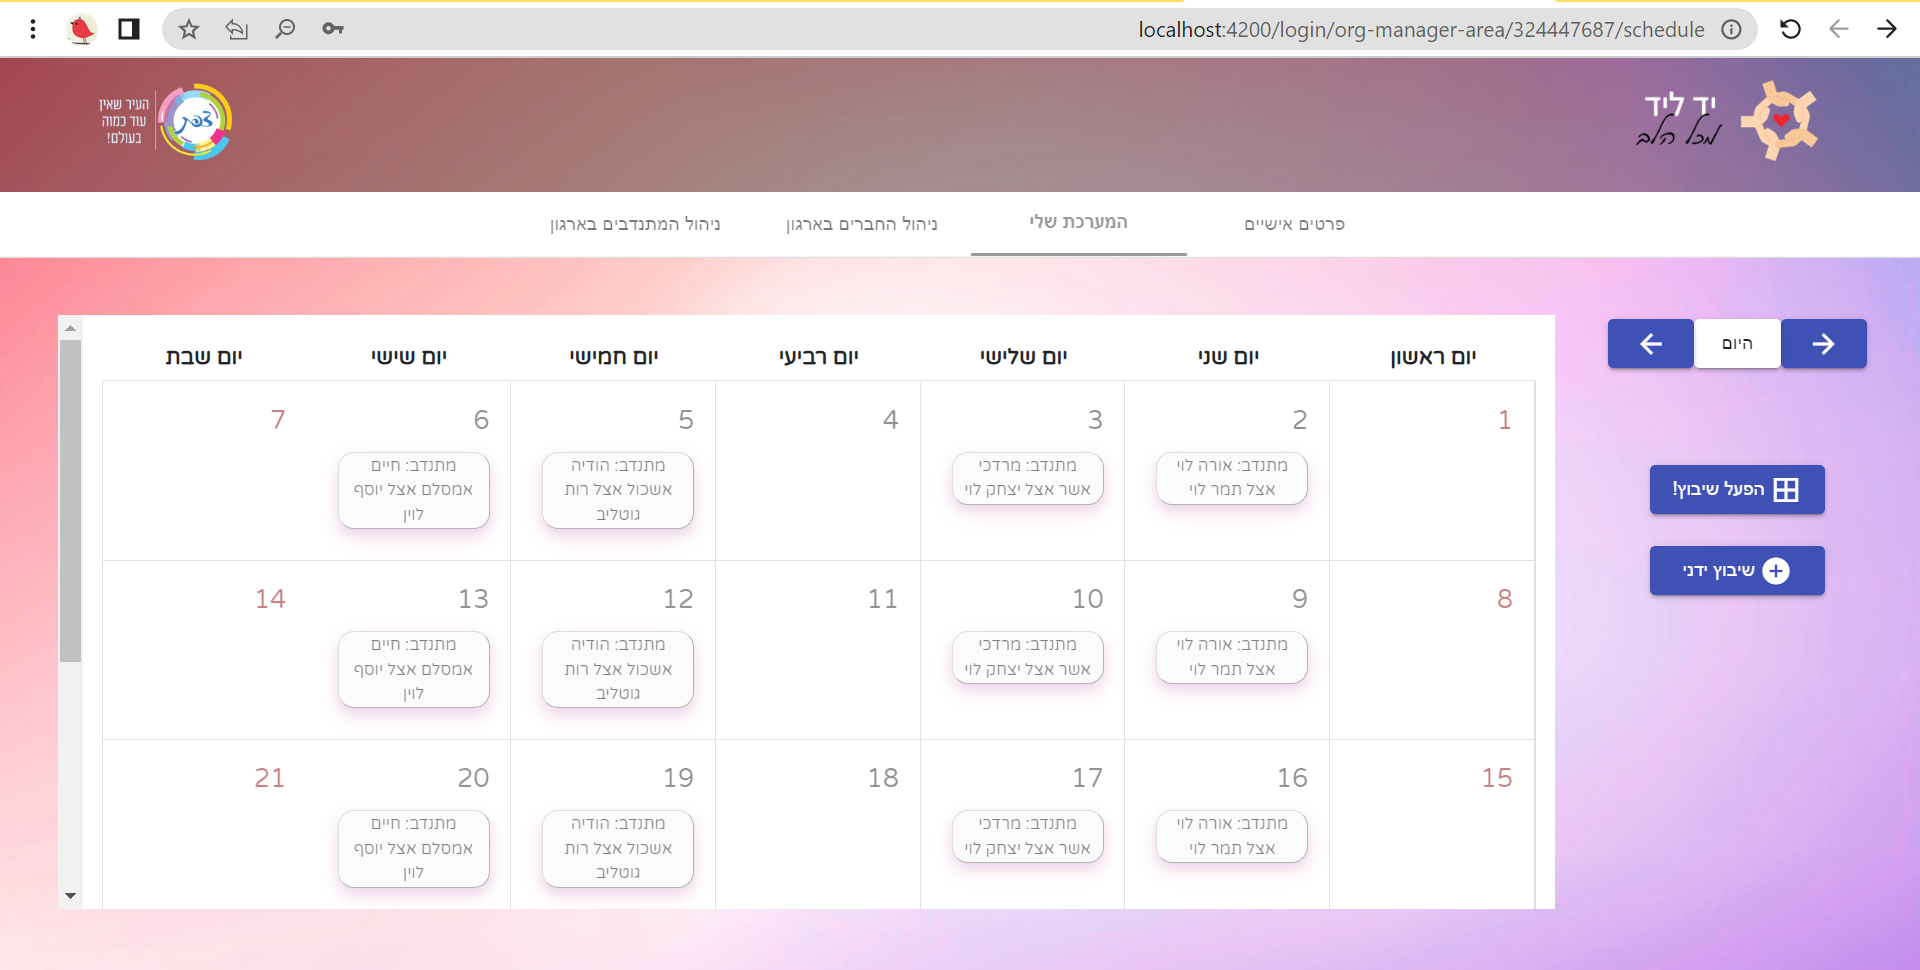 localhost:4200/login/org-manager-area/324447687/schedule
יד ליד
מכל הלב
צפת
העיר שאין
עוד כמוה
בעולם!
פרטים אישיים
המערכת שלי
ניהול החברים בארגון
ניהול המתנדבים בארגון
היום
הפעל שיבוץ!
שיבוץ ידני
יום ראשון יום שני יום שלישי יום רביעי יום חמישי יום שישי יום שבת
1 2 3 4 5 6 7
מתנדב: אורה לוי
אצל תמר לוי
מתנדב: מרדכי
אשר אצל יצחק לוי
מתנדב: הודיה
אשכול אצל רות
גוטליב
מתנדב: חיים
אמסלם אצל יוסף
לוין
8 9 10 11 12 13 14
מתנדב: אורה לוי
אצל תמר לוי
מתנדב: מרדכי
אשר אצל יצחק לוי
מתנדב: הודיה
אשכול אצל רות
גוטליב
מתנדב: חיים
אמסלם אצל יוסף
לוין
15 16 17 18 19 20 21
מתנדב: אורה לוי
אצל תמר לוי
מתנדב: מרדכי
אשר אצל יצחק לוי
מתנדב: הודיה
אשכול אצל רות
גוטליב
מתנדב: חיים
אמסלם אצל יוסף
לוין